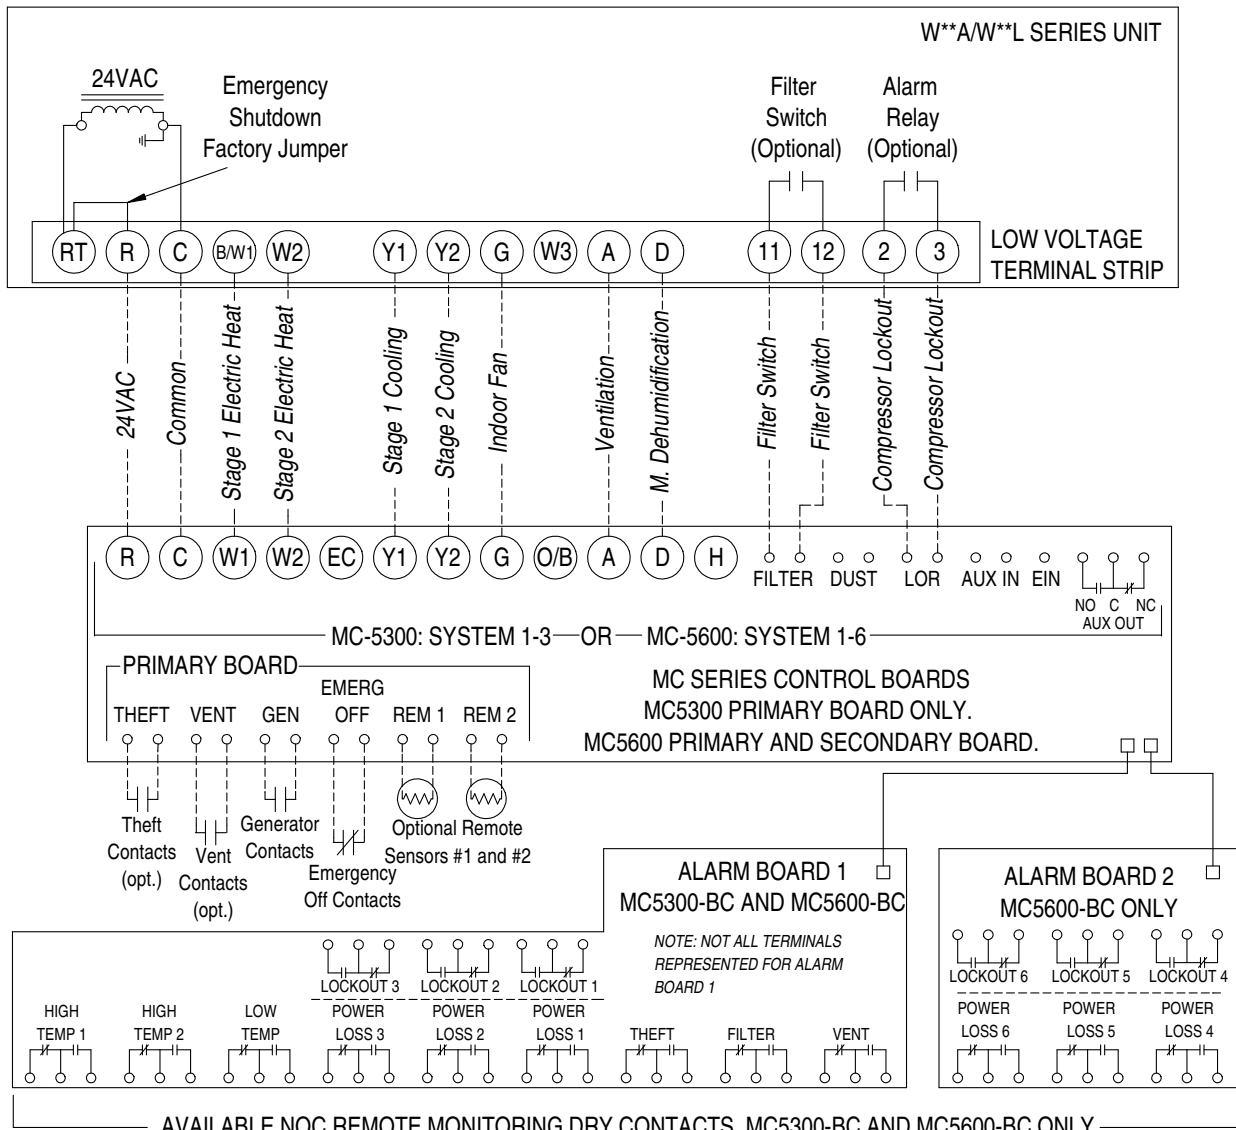 W**A/W**L SERIES UNIT
24VAC
Emergency
Shutdown
Factory Jumper
Filter
Switch
(Optional)
Alarm
Relay
(Optional)
RT R C B/W1 W2 Y1 Y2 G W3 A D 11 12 2 3
LOW VOLTAGE
TERMINAL STRIP
24VAC
Common
Stage 1 Electric Heat
Stage 2 Electric Heat
Stage 1 Cooling
Stage 2 Cooling
Indoor Fan
Ventilation
M. Dehumidification
Filter Switch
Filter Switch
Compressor Lockout
Compressor Lockout
R C W1 W2 EC Y1 Y2 G O/B A D H
FILTER DUST LOR AUX IN EIN
NO C NC
AUX OUT
MC-5300: SYSTEM 1-3 OR MC-5600: SYSTEM 1-6
PRIMARY BOARD
MC SERIES CONTROL BOARDS
MC5300 PRIMARY BOARD ONLY.
MC5600 PRIMARY AND SECONDARY BOARD.
THEFT VENT GEN
EMERG
OFF
REM 1 REM 2
Theft
Contacts
(opt.)
Vent
Contacts
(opt.)
Generator
Contacts
Emergency
Off Contacts
Optional Remote
Sensors #1 and #2
ALARM BOARD 1
MC5300-BC AND MC5600-BC
NOTE: NOT ALL TERMINALS
REPRESENTED FOR ALARM
BOARD 1
ALARM BOARD 2
MC5600-BC ONLY
LOCKOUT 3 LOCKOUT 2 LOCKOUT 1
LOCKOUT 6 LOCKOUT 5 LOCKOUT 4
HIGH
TEMP 1
HIGH
TEMP 2
LOW
TEMP
POWER
LOSS 3
POWER
LOSS 2
POWER
LOSS 1
THEFT
FILTER
VENT
POWER
LOSS 6
POWER
LOSS 5
POWER
LOSS 4
AVAILABLE NOC REMOTE MONITORING DRY CONTACTS, MC5300-BC AND MC5600-BC ONLY